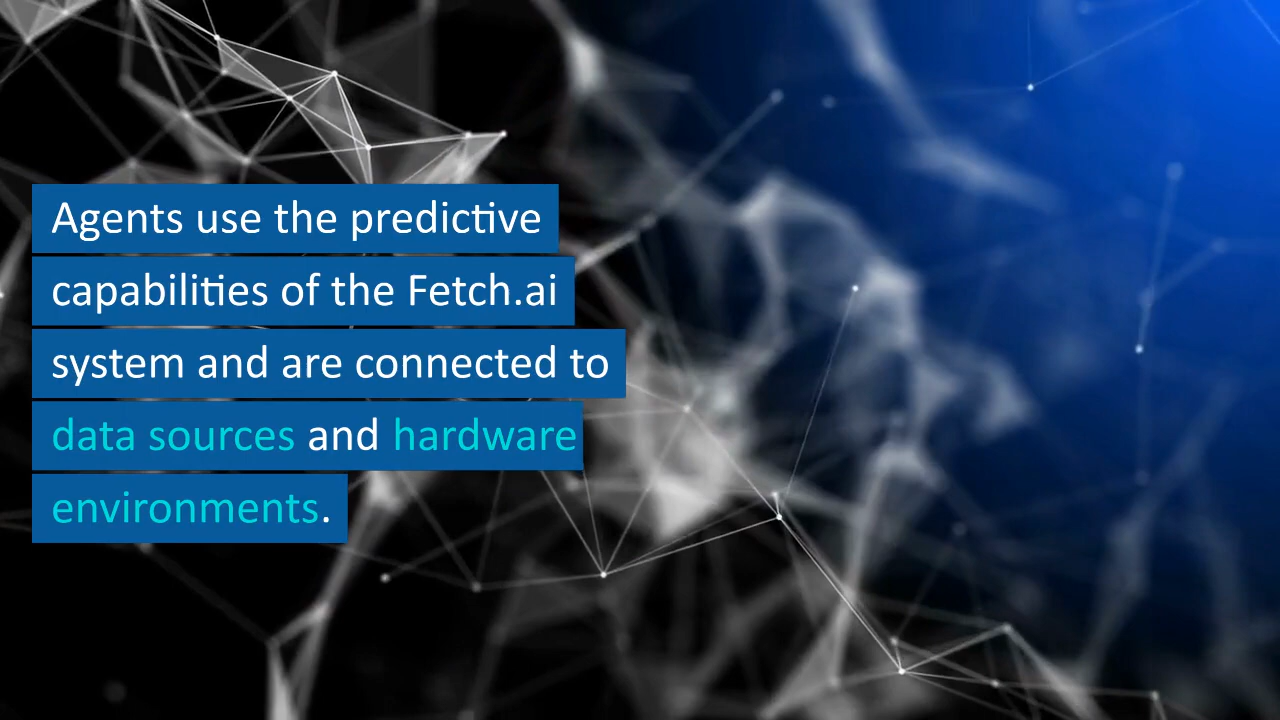 Agents use the predictive
capabilities of the Fetch.ai
system and are connected to
data sources and hardware
environments.